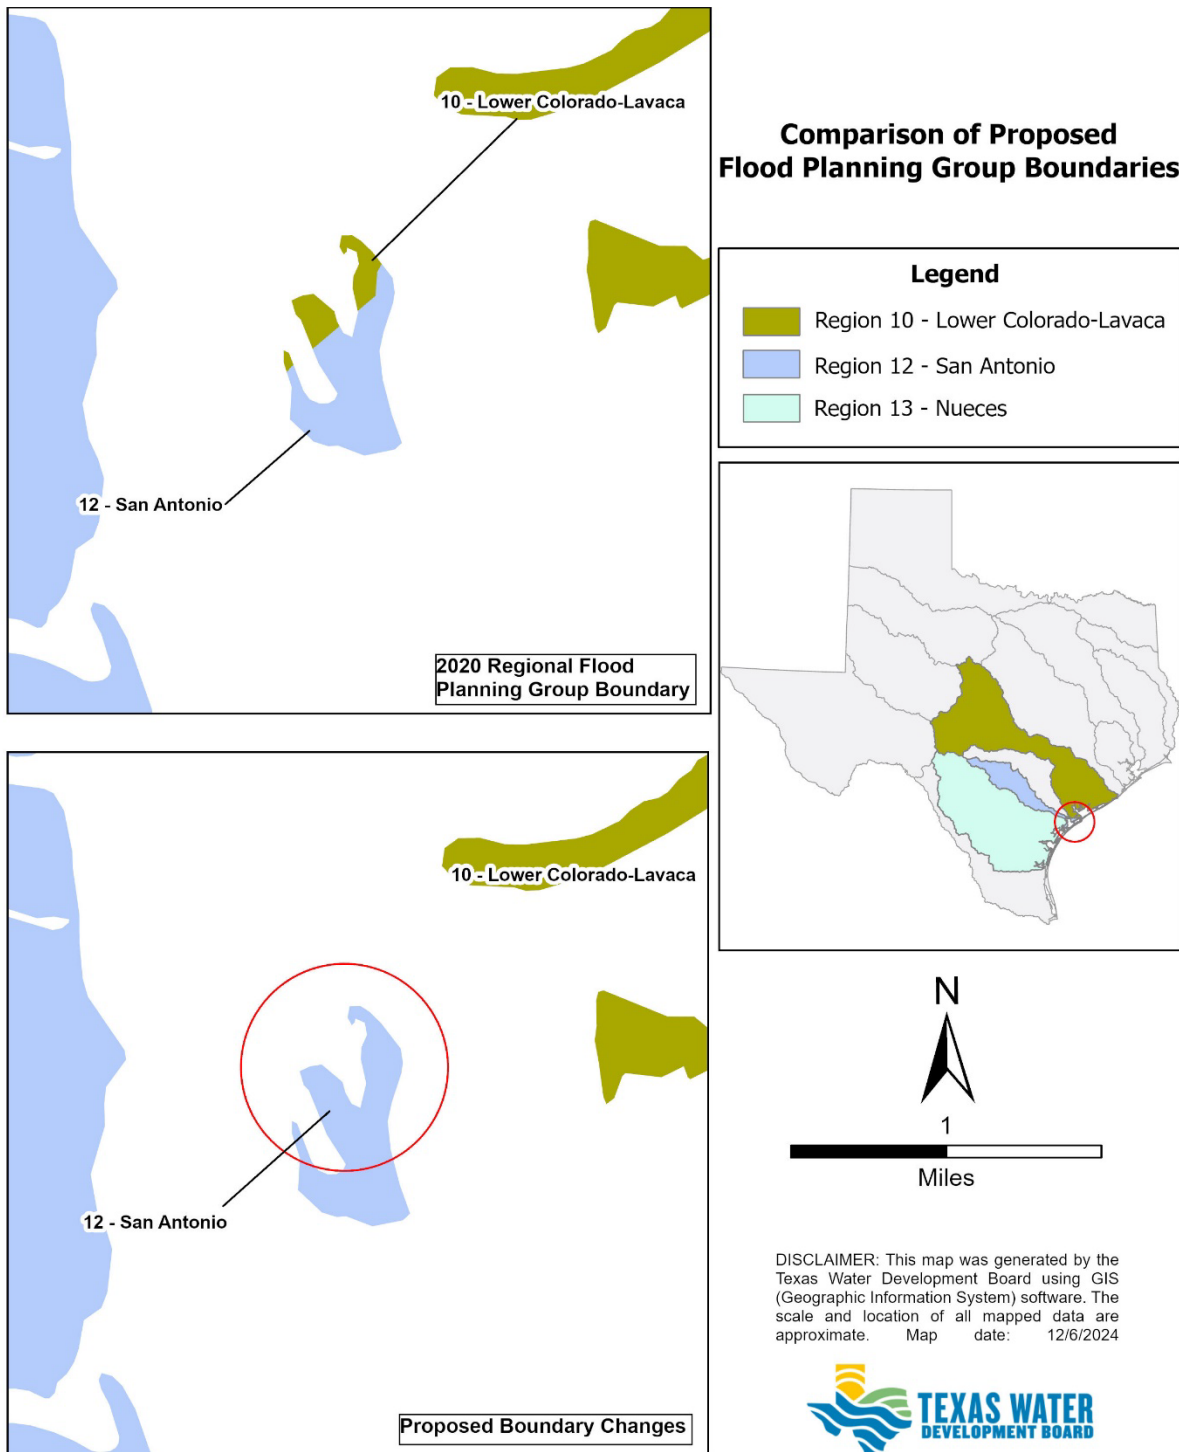 10 - Lower Colorado-Lavaca
12 - San Antonio
2020 Regional Flood
Planning Group Boundary
10 - Lower Colorado-Lavaca
12 - San Antonio
Proposed Boundary Changes
Comparison of Proposed
Flood Planning Group Boundaries
Legend
Region 10 - Lower Colorado-Lavaca
Region 12 - San Antonio
Region 13 - Nueces
N
1
Miles
DISCLAIMER: This map was generated by the
Texas Water Development Board using GIS
(Geographic Information System) software. The
scale and location of all mapped data are
approximate. Map date: 12/6/2024
TEXAS WATER
DEVELOPMENT BOARD